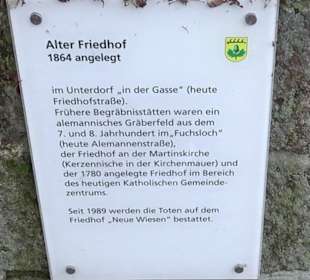 Alter Friedhof
1864 angelegt
im Unterdorf „in der Gasse" (heute
Friedhofstraße).
Frühere Begräbnisstätten waren ein
alemannisches Gräberfeld aus dem
7. und 8. Jahrhundert im„Fuchsloch"
(heute Alemannenstraße),
der Friedhof an der Martinskirche
(Kerzennische in der Kirchenmauer) und
der 1780 angelegte Friedhof im Bereich
des heutigen Katholischen Gemeinde-
zentrums.
Seit 1989 werden die Toten auf dem
Friedhof „Neue Wiesen" bestattet.